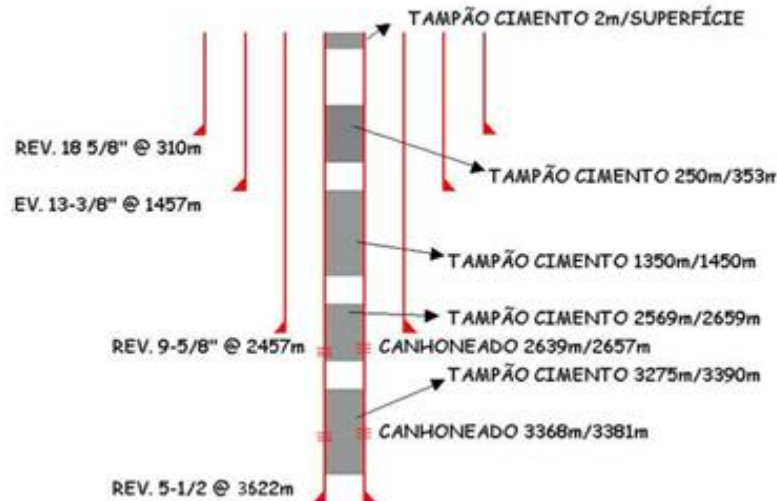 TAMPÃO CIMENTO 2m/SUPERFÍCIE
REV. 18 5/8" @ 310m
TAMPÃO CIMENTO 250m/353m
EV. 13-3/8" @ 1457m
TAMPÃO CIMENTO 1350m/1450m
TAMPÃO CIMENTO 2569m/2659m
REV. 9-5/8" @ 2457m
CANHONEADO 2639m/2657m
TAMPÃO CIMENTO 3275m/3390m
CANHONEADO 3368m/3381m
REV. 5-1/2 @ 3622m